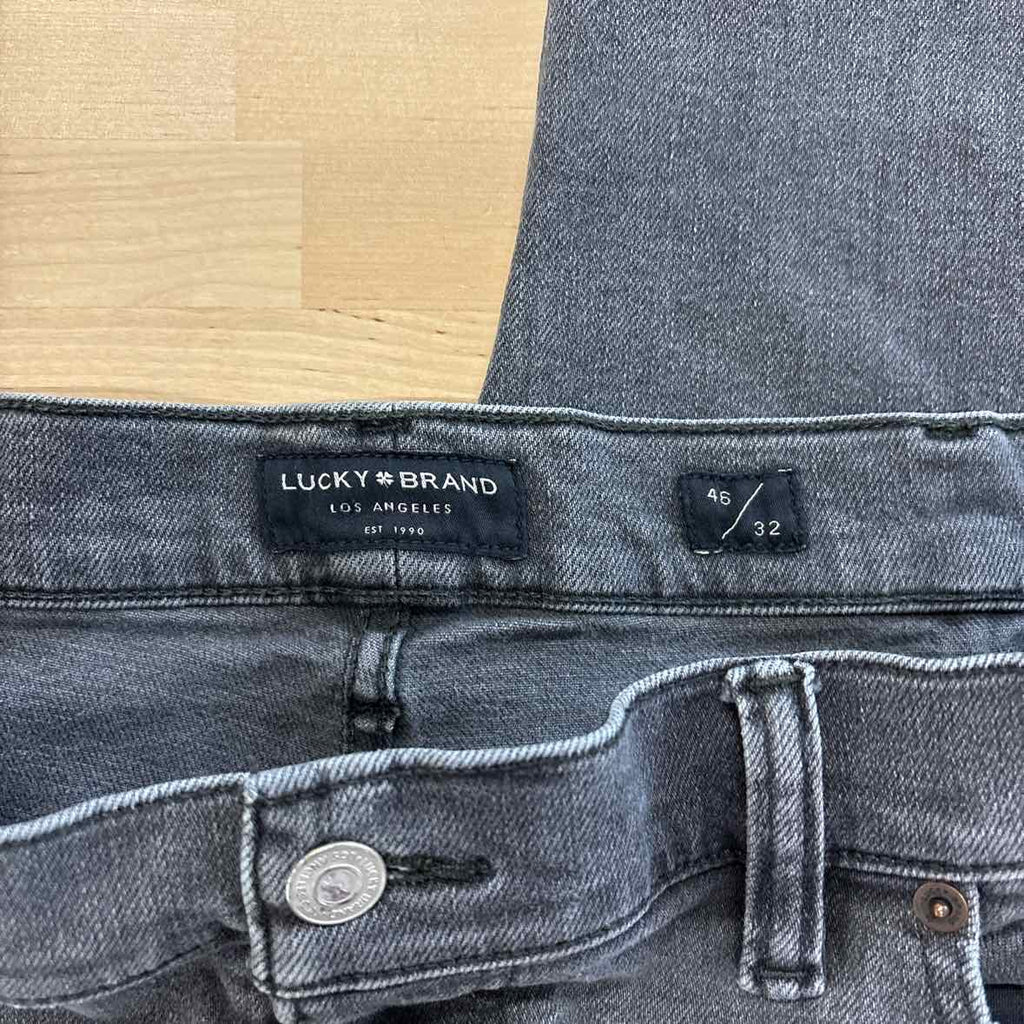 LUCKY BRAND
LOS ANGELES
EST 1990
46
32